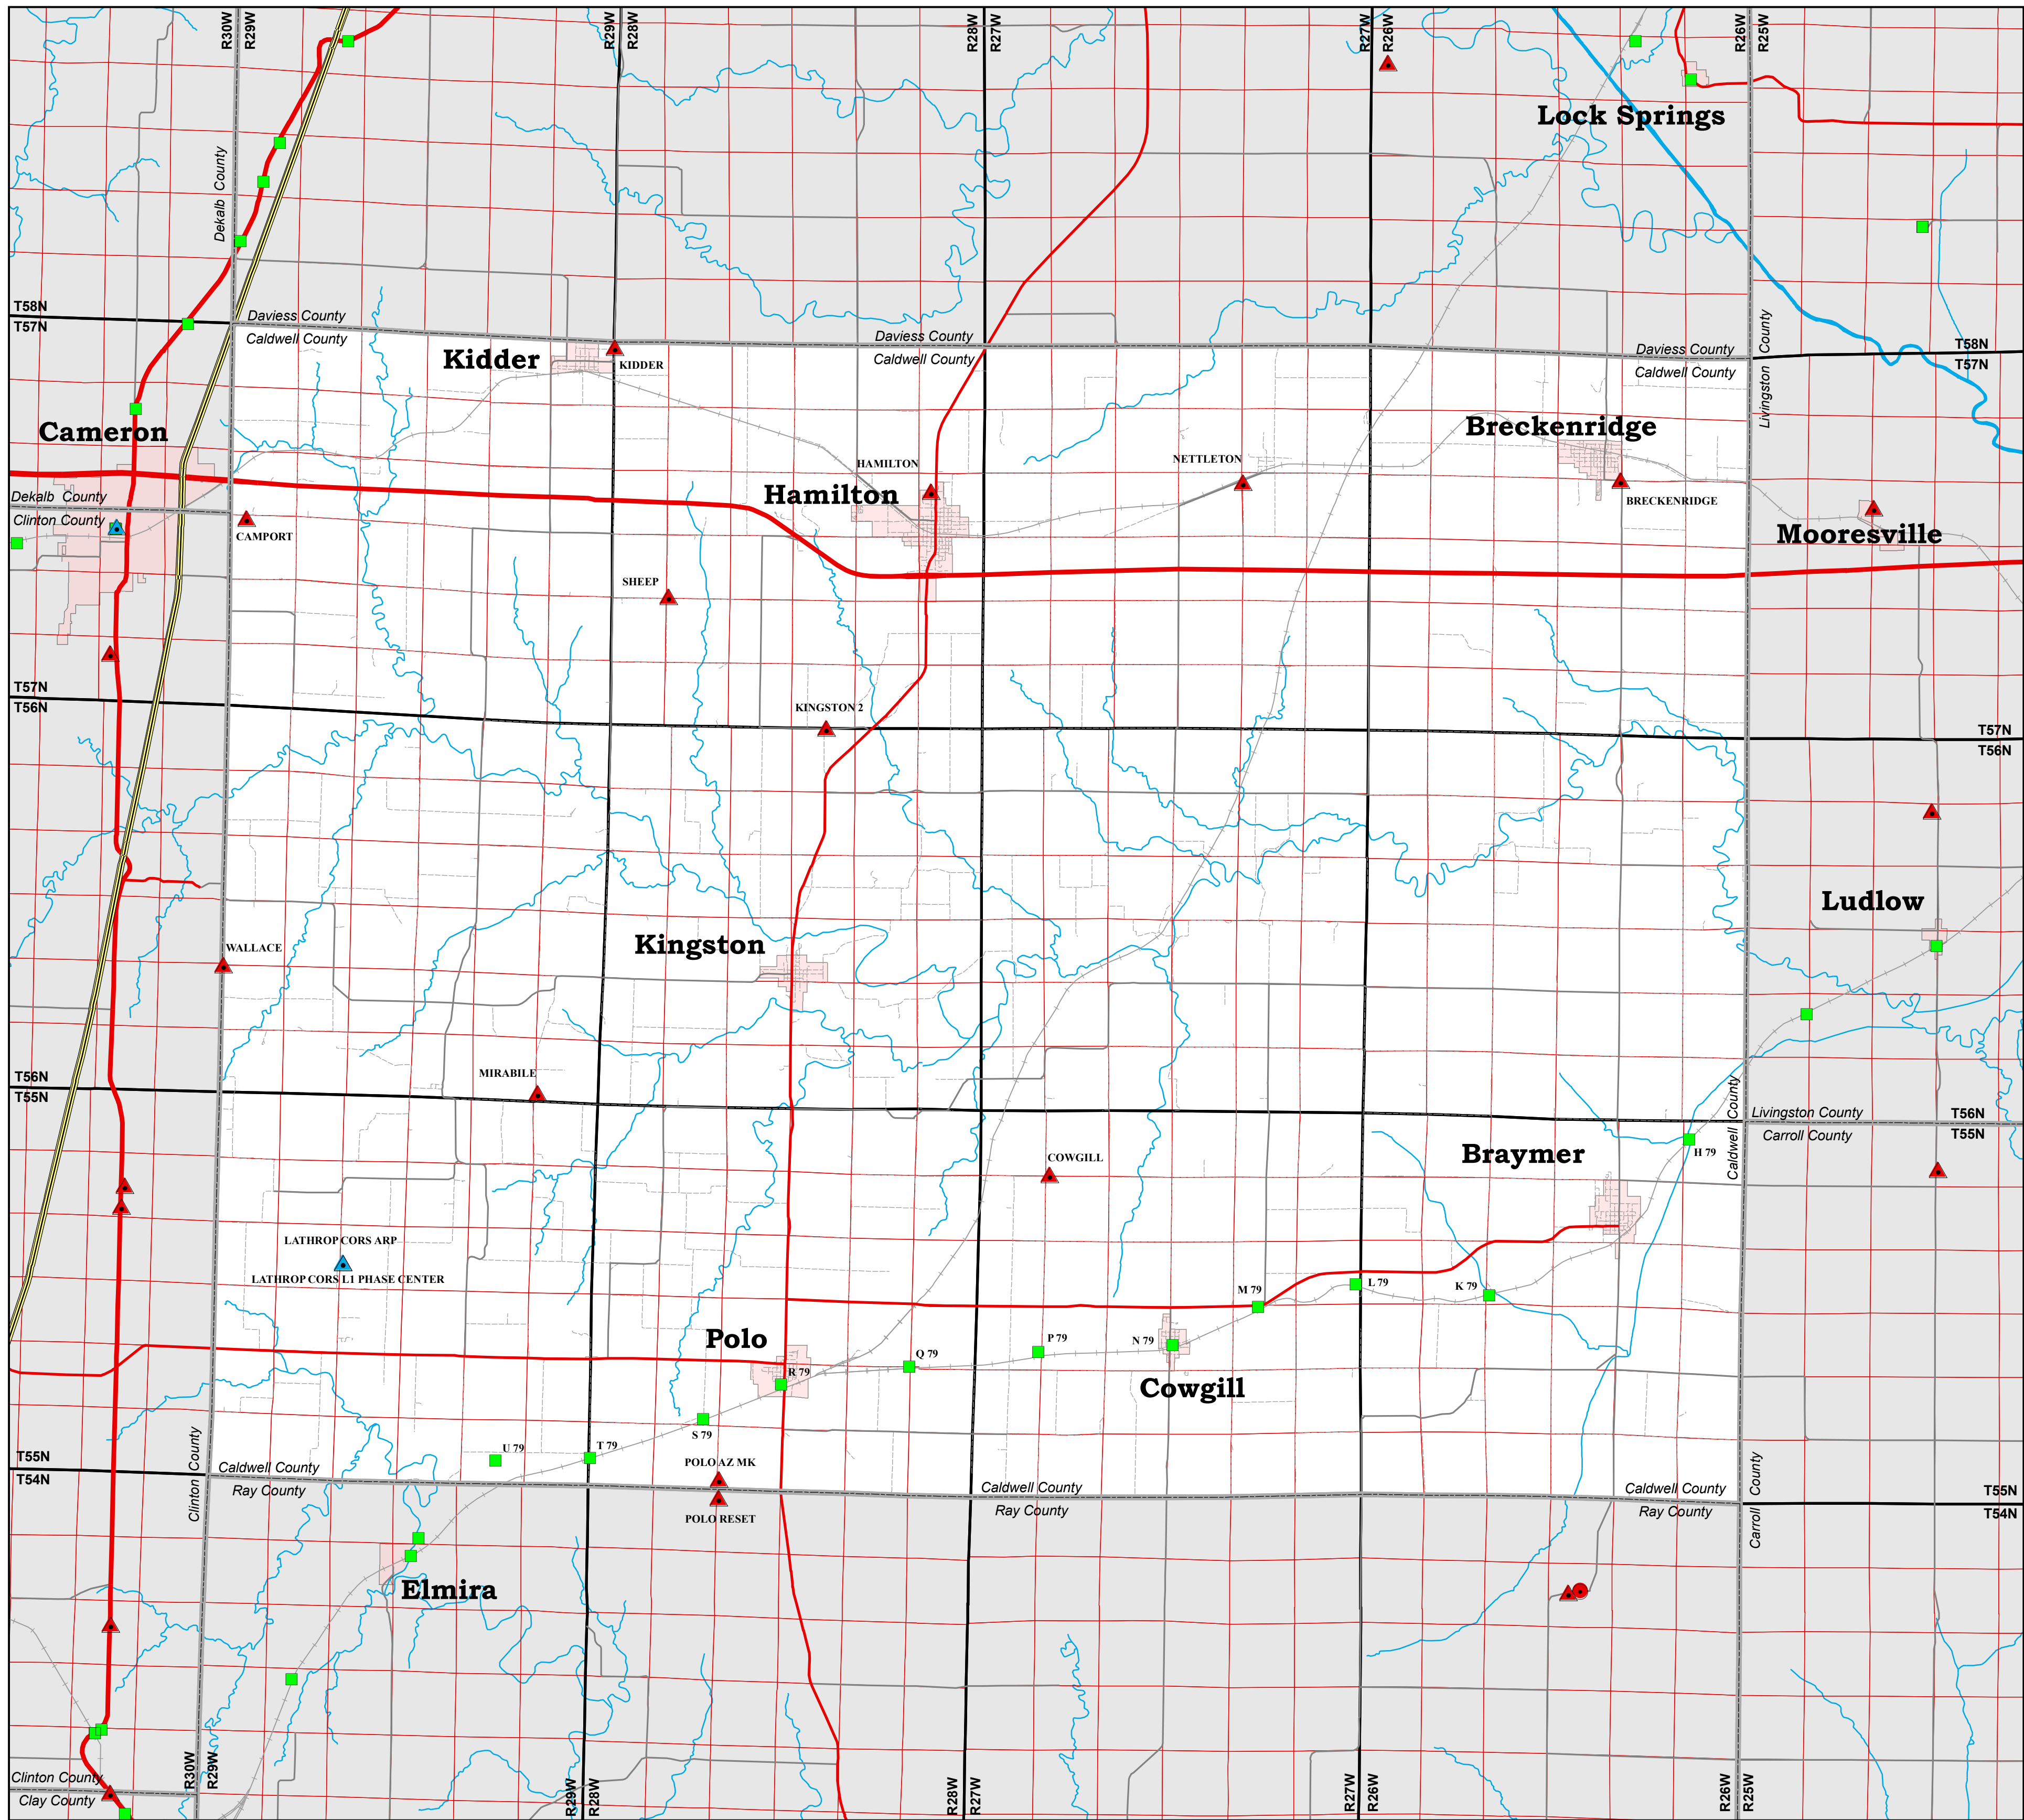 R30W
R29W
R29W
R28W
R28W
R27W
R27W
R26W
R26W
R25W
Lock Springs
Dekalb County
T58N
T57N
Daviess County
Caldwell County
Daviess County
Caldwell County
Daviess County
Caldwell County
Livingston County
T58N
T57N
Kidder
KIDDER
Cameron
Breckenridge
HAMILTON
NETTLETON
Hamilton
BRECKENRIDGE
Dekalb County
Clinton County
CAMPORT
Mooresville
SHEEP
T57N
T56N
KINGSTON 2
T57N
T56N
Ludlow
WALLACE
Kingston
MIRABILE
T56N
T55N
Caldwell County
Livingston County
Carroll County
T56N
T55N
COWGILL
Braymer
H 79
LATHROP CORS ARP
LATHROP CORS L1 PHASE CENTER
M 79
L 79
K 79
Polo
R 79
Q 79
P 79
N 79
Cowgill
S 79
T 79
U 79
POLO AZ MK
POLO RESET
T55N
T54N
Clinton County
Caldwell County
Ray County
Caldwell County
Ray County
Caldwell County
Ray County
Carroll County
T55N
T54N
Elmira
Clinton County
Clay County
R30W
R29W
R29W
R28W
R28W
R27W
R27W
R26W
R26W
R25W